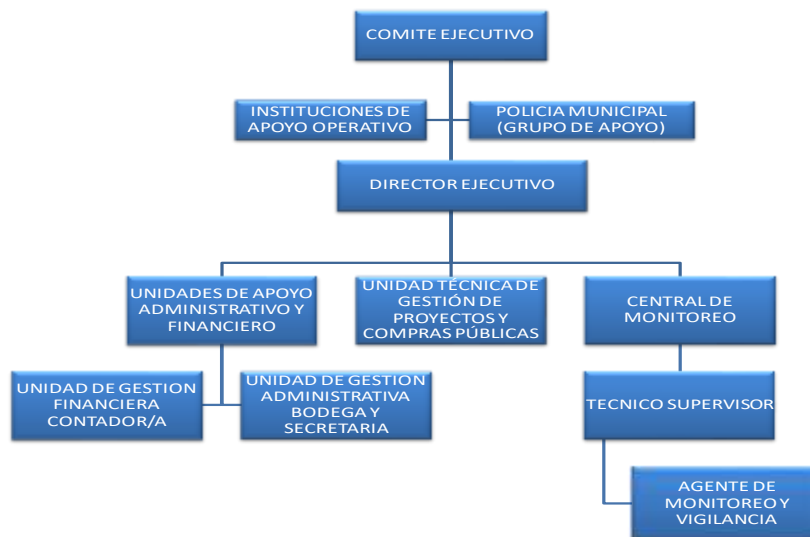 COMITE EJECUTIVO
INSTITUCIONES DE
APOYO OPERATIVO
POLICIA MUNICIPAL
(GRUPO DE APOYO)
DIRECTOR EJECUTIVO
UNIDADES DE APOYO
ADMINISTRATIVO Y
FINANCIERO
UNIDAD TÉCNICA DE
GESTIÓN DE
PROYECTOS Y
COMPRAS PÚBLICAS
CENTRAL DE
MONITOREO
UNIDAD DE GESTION
FINANCIERA
CONTADOR/A
UNIDAD DE GESTION
ADMINISTRATIVA
BODEGA Y
SECRETARIA
TECNICO SUPERVISOR
AGENTE DE
MONITOREO Y
VIGILANCIA